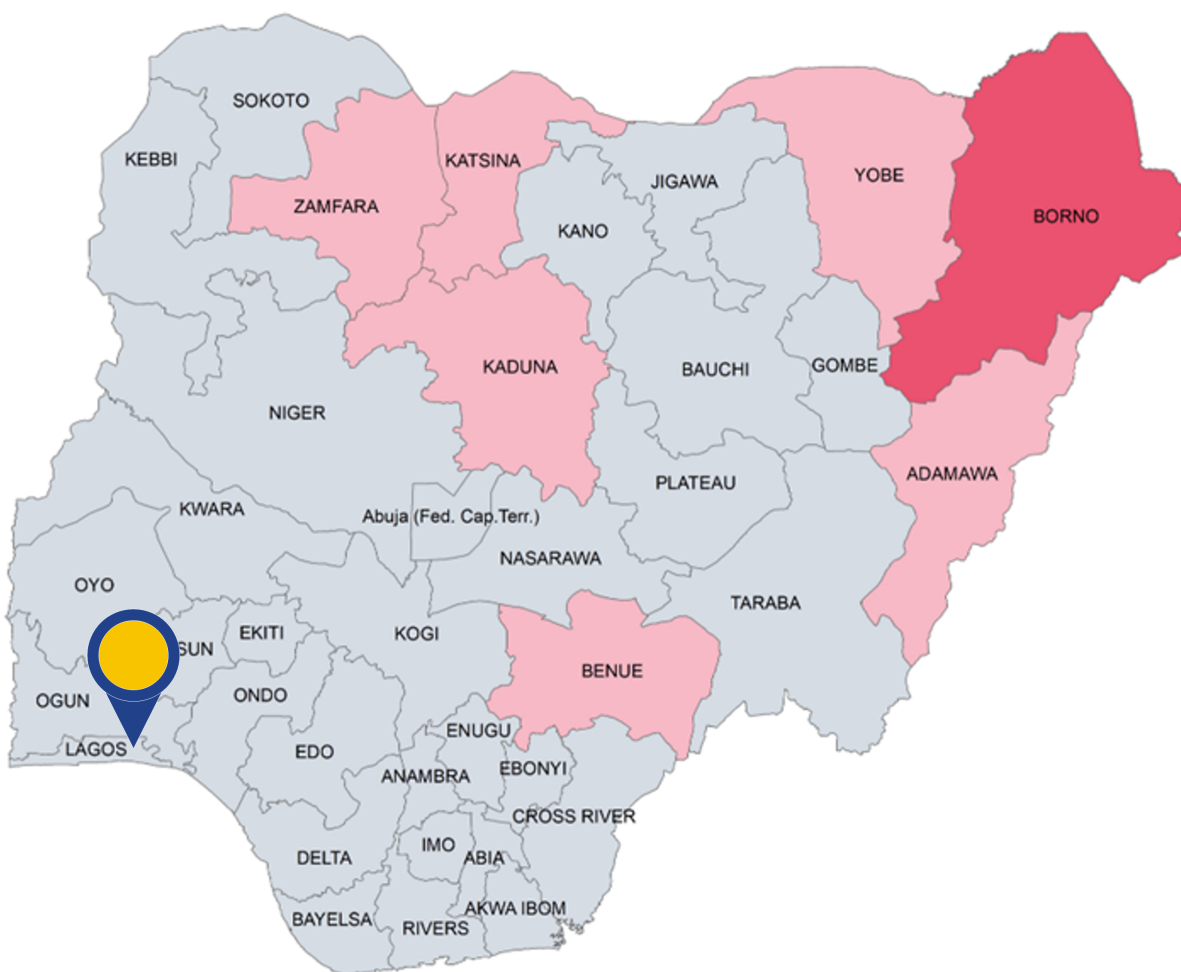 SOKOTO
KEBBI
KATSINA
ZAMFARA
JIGAWA
YOBE
KANO
BORNO
KADUNA
BAUCHI
GOMBE
NIGER
ADAMAWA
PLATEAU
KWARA
Abuja (Fed. Cap.Terr.)
NASARAWA
OYO
TARABA
EKITI
KOGI
SUN
BENUE
OGUN
ONDO
ENUGU
LAGOS
EDO
EBONYI
ANAMBRA
CROSS RIVER
IMO
DELTA
ABIA
AKWA IBOM
BAYELSA
RIVERS